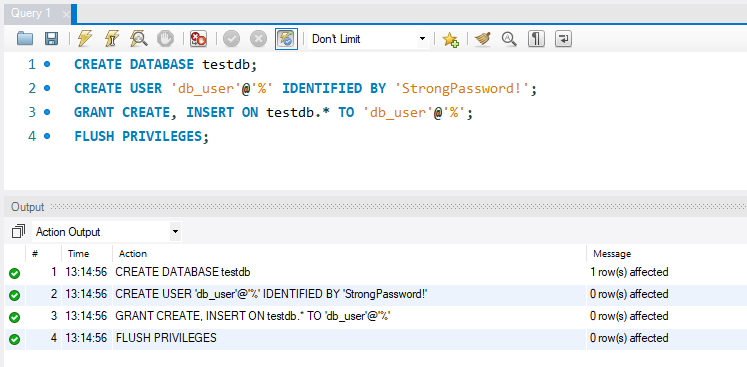 Query 1
Don't Limit
1 CREATE DATABASE testdb;
2 CREATE USER 'db_user'@'%' IDENTIFIED BY 'StrongPassword!';
3 GRANT CREATE, INSERT ON testdb.* TO 'db_user'@'%';
4 FLUSH PRIVILEGES;
Output
Action Output
# Time Action Message
1 13:14:56 CREATE DATABASE testdb 1 row(s) affected
2 13:14:56 CREATE USER 'db_user'@'%' IDENTIFIED BY 'StrongPassword!' 0 row(s) affected
3 13:14:56 GRANT CREATE, INSERT ON testdb.* TO 'db_user'@'%' 0 row(s) affected
4 13:14:56 FLUSH PRIVILEGES 0 row(s) affected